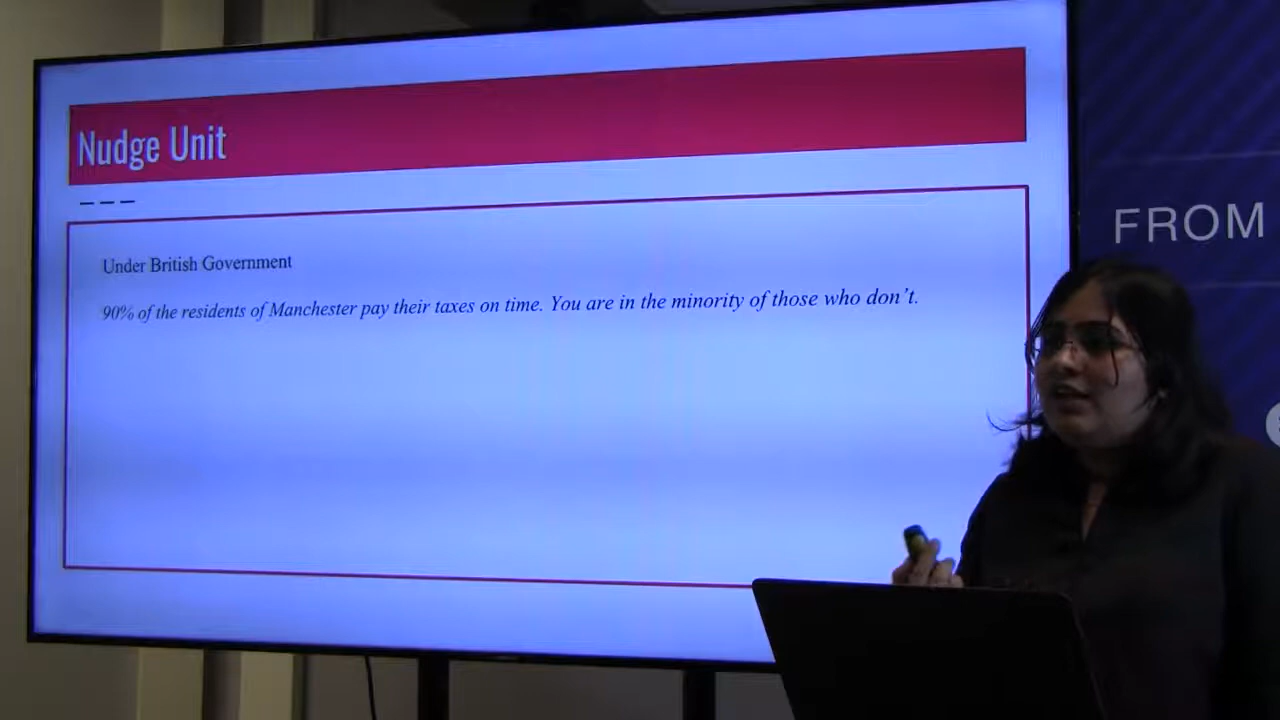 Nudge Unit
Under British Government
90% of the residents of Manchester pay their taxes on time. You are in the minority of those who don't.
FROM